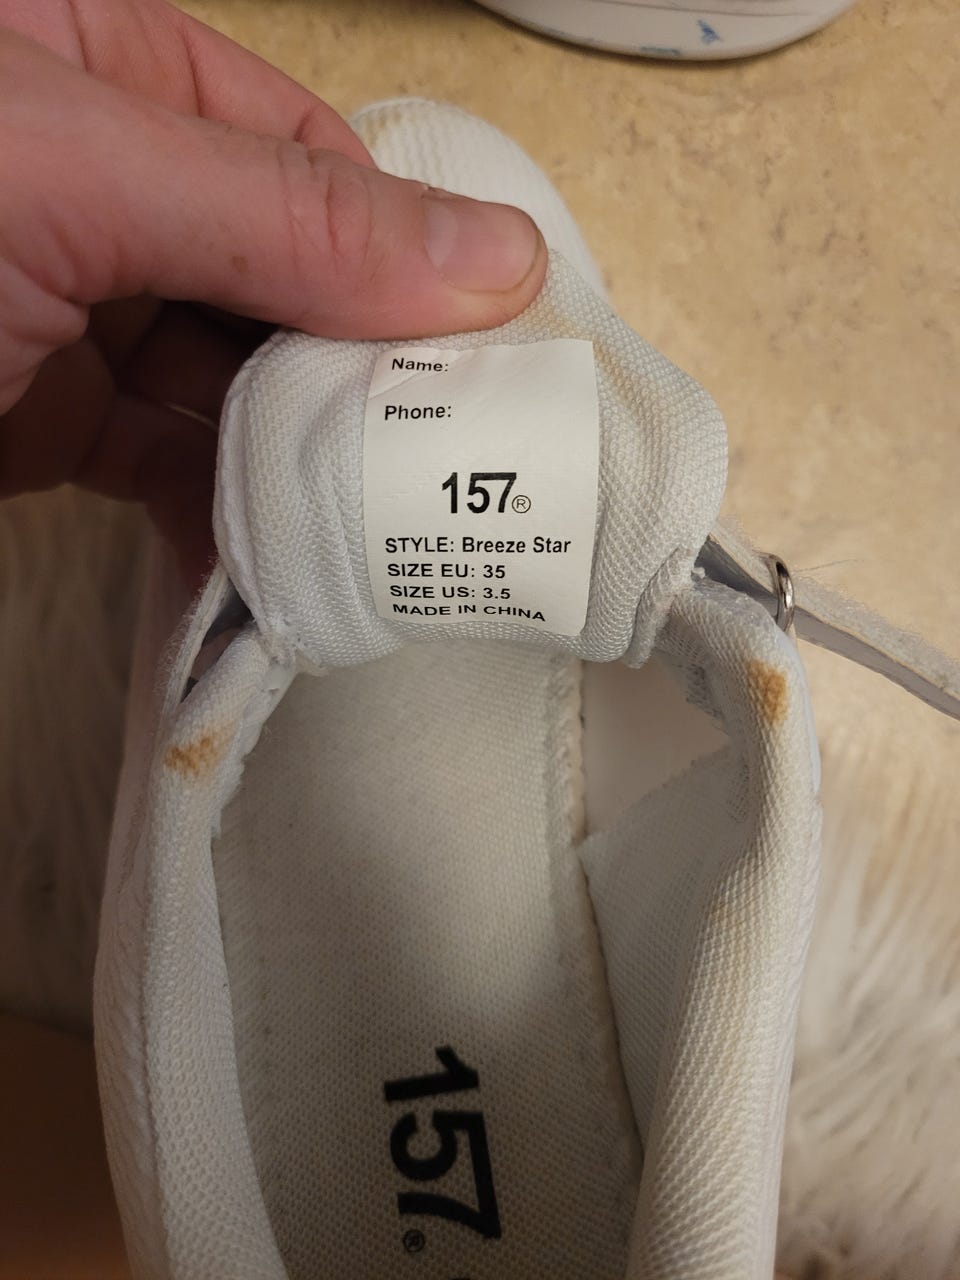 Name:
Phone:
157®
STYLE: Breeze Star
SIZE EU: 35
SIZE US: 3.5
MADE IN CHINA
157®